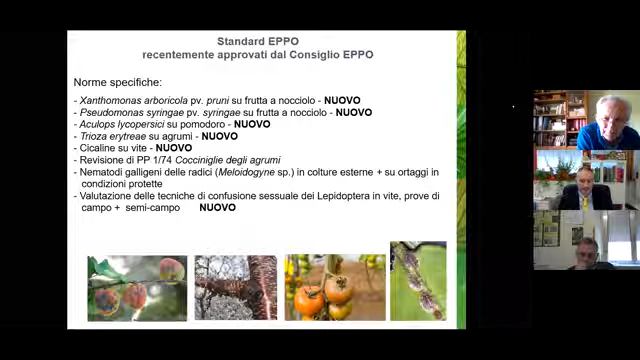 Standard EPPO
recentemente approvati dal Consiglio EPPO
Norme specifiche:
- Xanthomonas arboricola pv. pruni su frutta a nocciolo - NUOVO
- Pseudomonas syringae pv. syringae su frutta a nocciolo - NUOVO
- Aculops lycopersici su pomodoro - NUOVO
- Trioza erytreae su agrumi - NUOVO
- Cicaline su vite - NUOVO
- Revisione di PP 1/74 Cocciniglie degli agrumi
- Nematodi galligeni delle radici (Meloidogyne sp.) in colture esterne + su ortaggi in
condizioni protette
- Valutazione delle tecniche di confusione sessuale dei Lepidoptera in vite, prove di
campo + semi-campo NUOVO